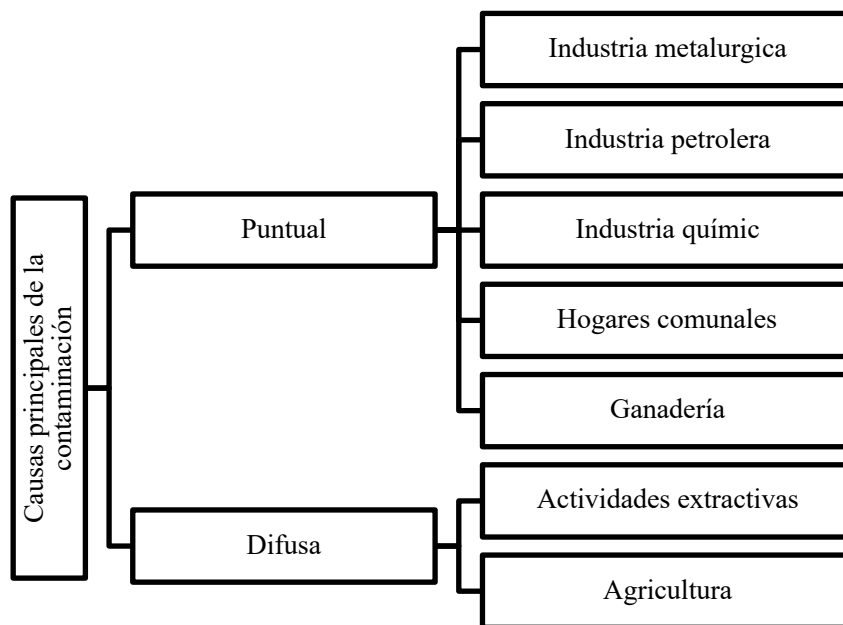 Causas principales de la
contaminación
Puntual
Industria metalurgica
Industria petrolera
Industria químic
Hogares comunales
Ganadería
Difusa
Actividades extractivas
Agricultura